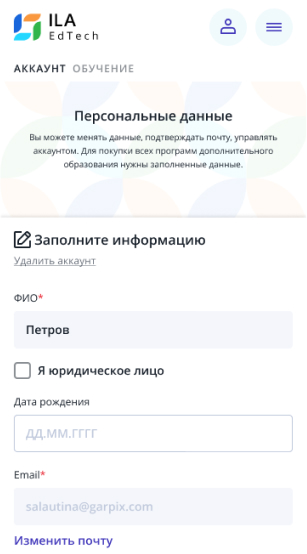 ILA
EdTech
АККАУНТ ОБУЧЕНИЕ
Персональные данные
Вы можете менять данные, подтверждать почту, управлять
аккаунтом. Для покупки всех программ дополнительного
образования нужны заполненные данные.
Заполните информацию
Удалить аккаунт
ФИО*
Петров
Я юридическое лицо
Дата рождения
ДД.ММ.ГГГГ
Email*
salautina@garpix.com
Изменить почту